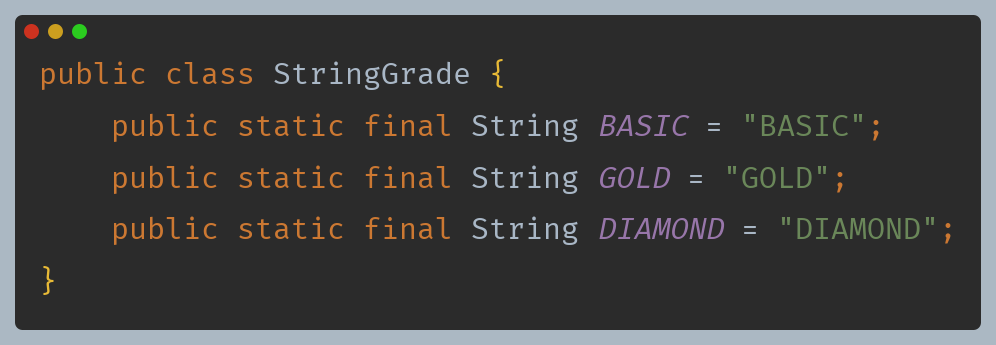 public class StringGrade {
    public static final String BASIC = "BASIC";
    public static final String GOLD = "GOLD";
    public static final String DIAMOND = "DIAMOND";
}